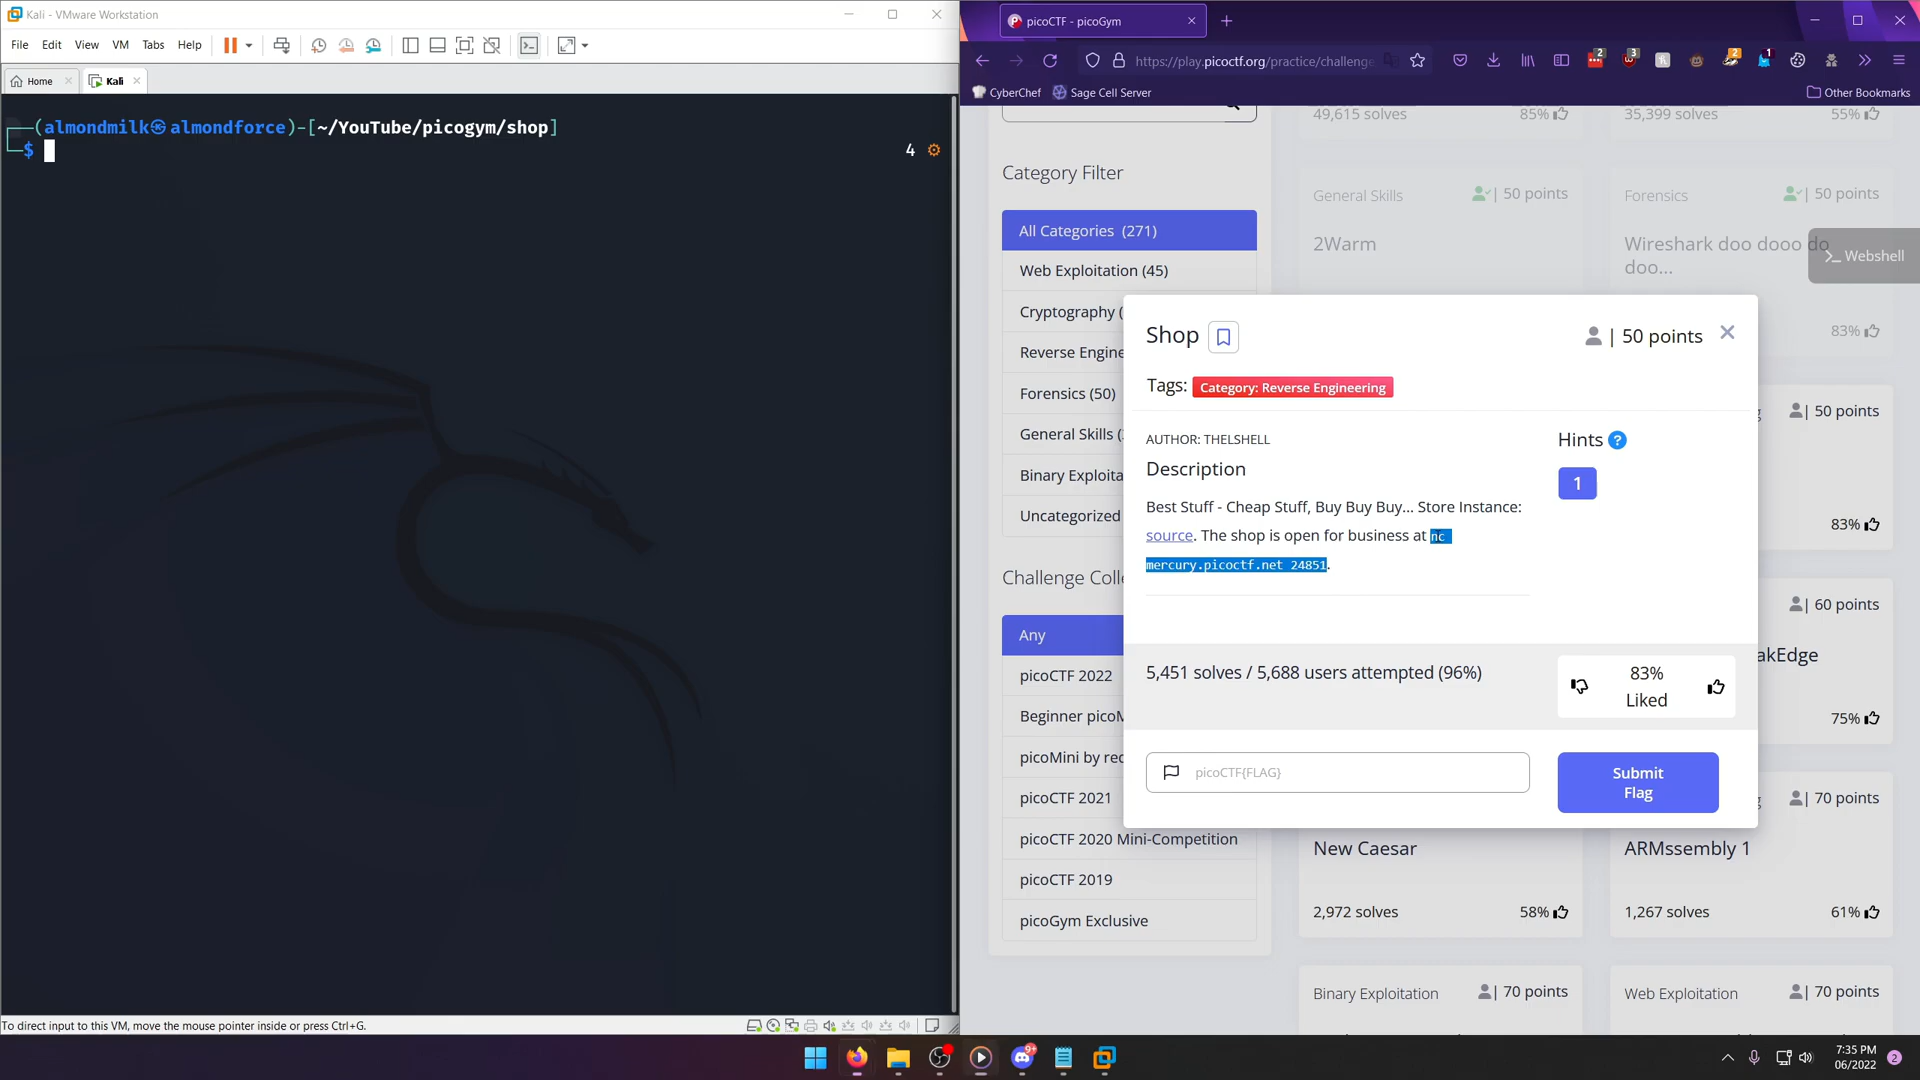 Kali - VMware Workstation
File Edit View VM Tabs Help
Home
Kali
(almondmilk㉿almondforce)-[~/YouTube/picogym/shop]
$
4
To direct input to this VM, move the mouse pointer inside or press Ctrl+G.
picoCTF - picoGym
https://play.picoctf.org/practice/challenge
2
3
2
1
CyberChef
Sage Cell Server
Other Bookmarks
49,615 solves
85%
35,399 solves
55%
Category Filter
All Categories (271)
Web Exploitation (45)
Cryptography (
Reverse Engine
Forensics (50)
General Skills (
Binary Exploita
Uncategorized
Challenge Coll
Any
picoCTF 2022
Beginner picoM
picoMini by red
picoCTF 2021
picoCTF 2020 Mini-Competition
picoCTF 2019
picoGym Exclusive
General Skills
| 50 points
2Warm
Forensics
| 50 points
Wireshark doo dooo do
doo...
>_ Webshell
83%
Shop
| 50 points
Tags: Category: Reverse Engineering
AUTHOR: THELSHELL
Description
Best Stuff - Cheap Stuff, Buy Buy Buy... Store Instance:
source. The shop is open for business at nc
mercury.picoctf.net 24851.
Hints ?
1
5,451 solves / 5,688 users attempted (96%)
83%
Liked
picoCTF{FLAG}
Submit
Flag
| 50 points
83%
| 60 points
akEdge
75%
| 70 points
New Caesar
2,972 solves
58%
ARMssembly 1
1,267 solves
61%
Binary Exploitation
| 70 points
Web Exploitation
| 70 points
9+
7:35 PM
06/2022
2